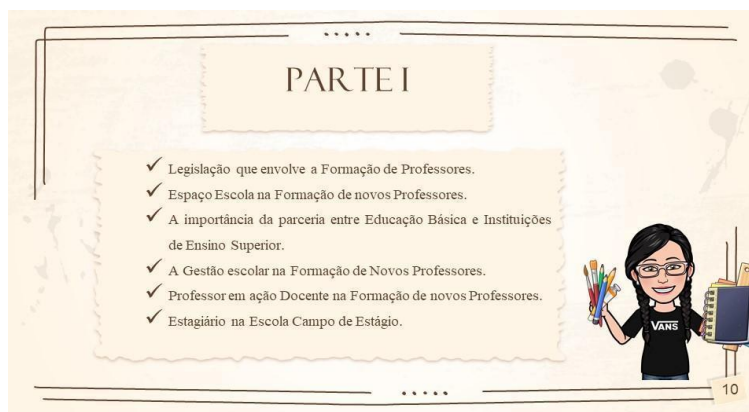 PARTE I
✓ Legislação que envolve a Formação de Professores.
✓ Espaço Escola na Formação de novos Professores.
✓ A importância da parceria entre Educação Básica e Instituições
de Ensino Superior.
✓ A Gestão escolar na Formação de Novos Professores.
✓ Professor em ação Docente na Formação de novos Professores.
✓ Estagiário na Escola Campo de Estágio.
VANS
10